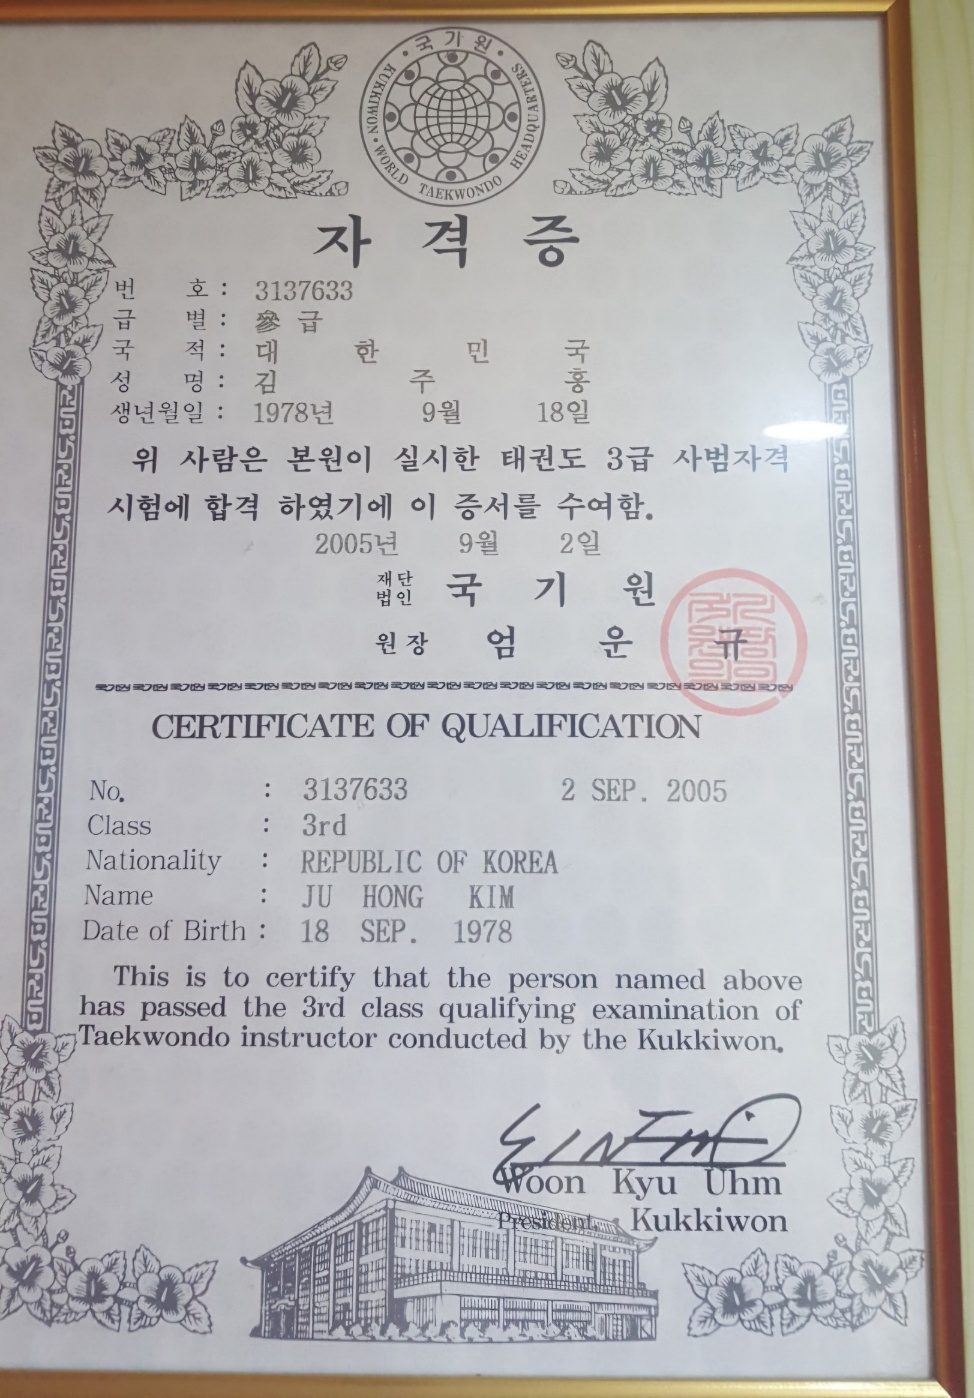 국기원
KUKKIWON · WORLD TAEKWONDO HEADQUARTERS
자 격 증
번 호 : 3137633
급 별 : 參 급
국 적 : 대 한 민 국
성 명 : 김 주 홍
생년월일 : 1978년 9월 18일
위 사람은 본원이 실시한 태권도 3급 사범자격
시험에 합격 하였기에 이 증서를 수여함.
2005년 9월 2일
재단
법인 국 기 원
원장 엄 운 규
CERTIFICATE OF QUALIFICATION
No. : 3137633 2 SEP. 2005
Class : 3rd
Nationality : REPUBLIC OF KOREA
Name : JU HONG KIM
Date of Birth : 18 SEP. 1978
This is to certify that the person named above
has passed the 3rd class qualifying examination of
Taekwondo instructor conducted by the Kukkiwon.
Woon Kyu Uhm
President, Kukkiwon